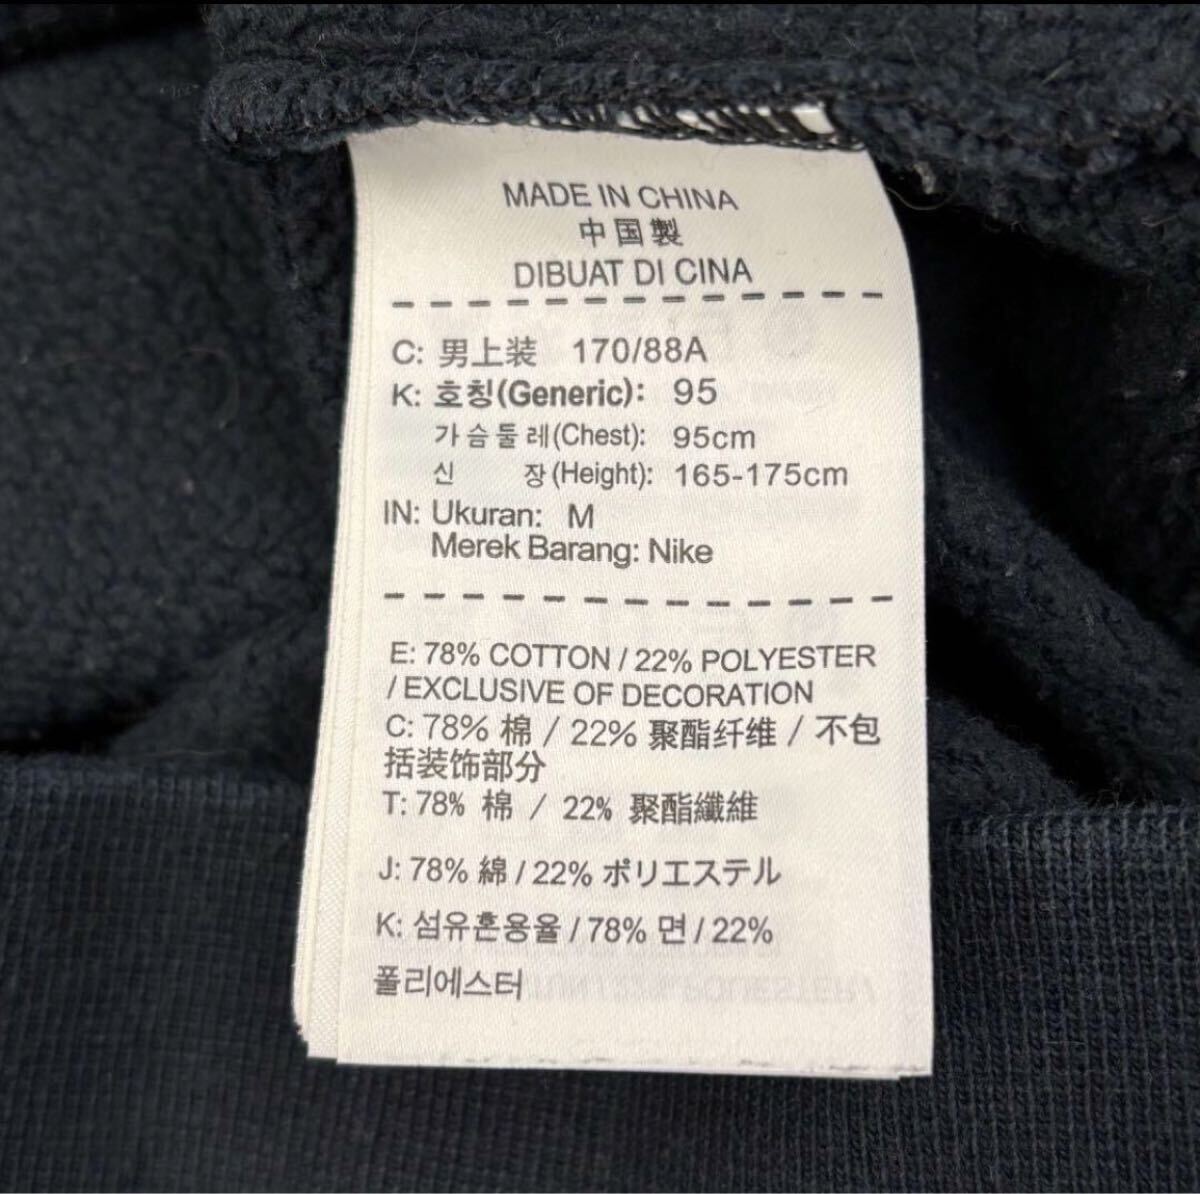 MADE IN CHINA
中国製
DIBUAT DI CINA
C: 男上装 170/88A
K: 호칭(Generic): 95
가슴둘레(Chest): 95cm
신 장(Height): 165-175cm
IN: Ukuran: M
Merek Barang: Nike
E: 78% COTTON / 22% POLYESTER
/ EXCLUSIVE OF DECORATION
C: 78% 棉 / 22% 聚酯纤维 / 不包
括装饰部分
T: 78% 棉 / 22% 聚酯纖維
J: 78% 綿 / 22% ポリエステル
K: 섬유혼용율 / 78% 면 / 22%
폴리에스터